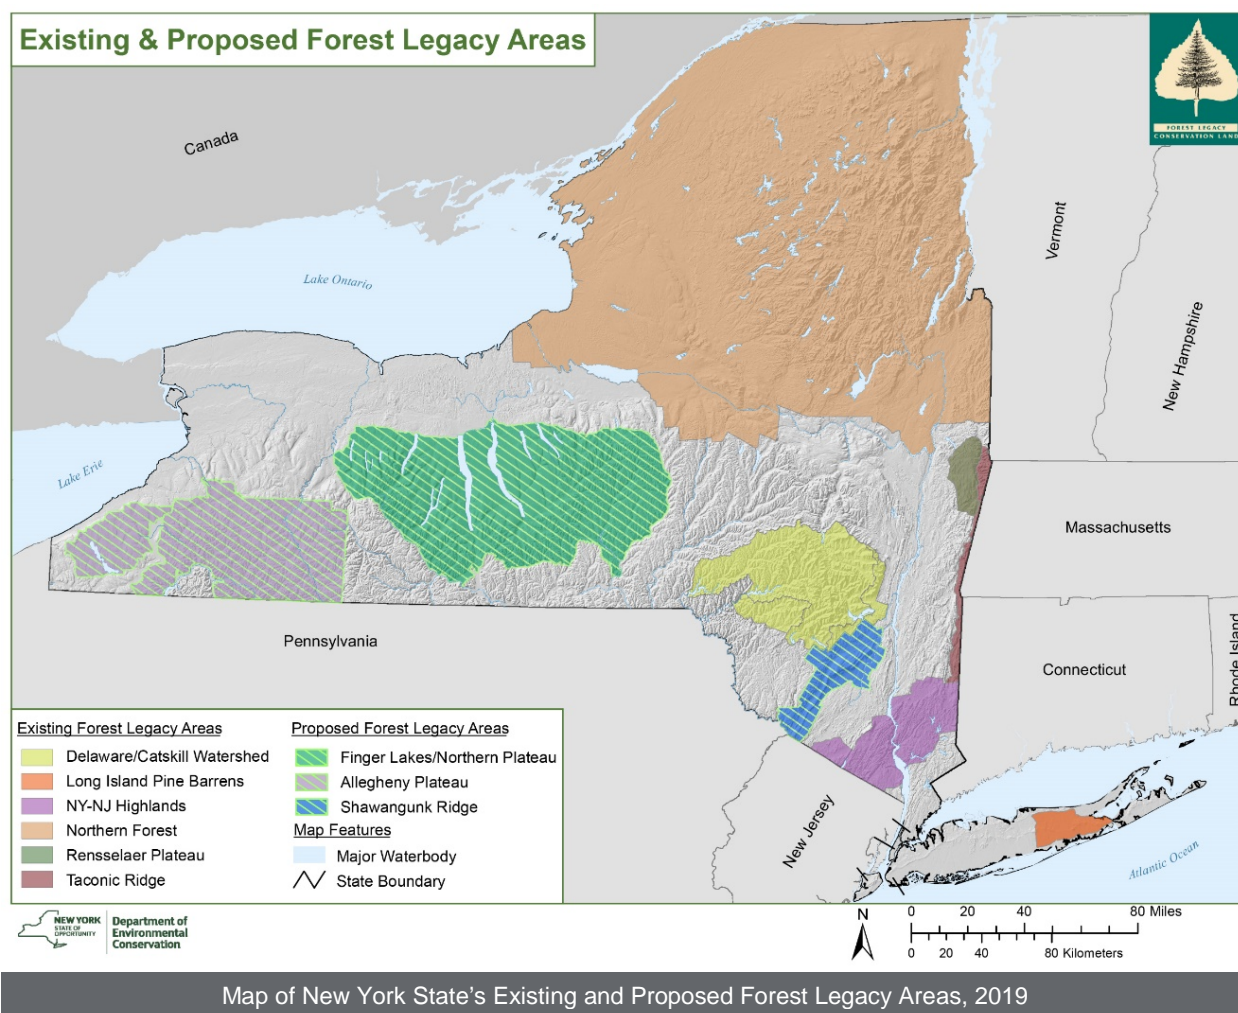 Existing & Proposed Forest Legacy Areas
FOREST LEGACY
CONSERVATION LAND
Canada
Vermont
New Hampshire
Lake Ontario
Lake Erie
Massachusetts
Pennsylvania
Connecticut
Rhode Island
New Jersey
Atlantic Ocean
Existing Forest Legacy Areas
Delaware/Catskill Watershed
Long Island Pine Barrens
NY-NJ Highlands
Northern Forest
Rensselaer Plateau
Taconic Ridge
Proposed Forest Legacy Areas
Finger Lakes/Northern Plateau
Allegheny Plateau
Shawangunk Ridge
Map Features
Major Waterbody
State Boundary
NEW YORK
STATE OF
OPPORTUNITY
Department of
Environmental
Conservation
N
0 20 40 80 Miles
0 20 40 80 Kilometers
Map of New York State’s Existing and Proposed Forest Legacy Areas, 2019